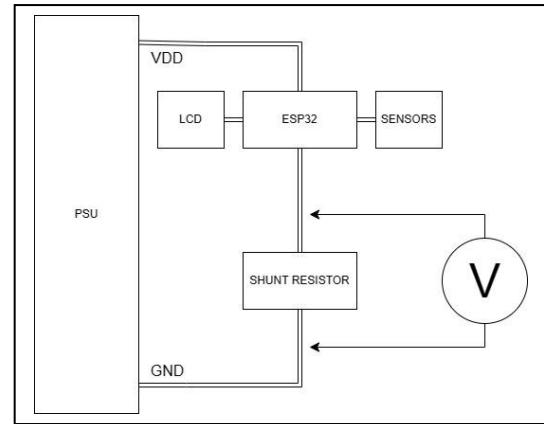 VDD
LCD
ESP32
SENSORS
PSU
SHUNT RESISTOR
V
GND